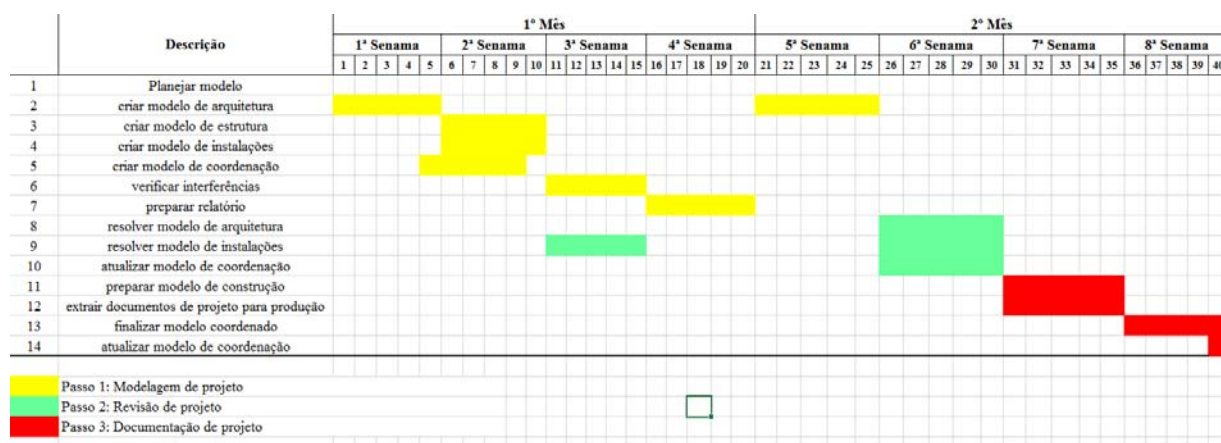 1º Mês 2º Mês
Descrição 1ª Senama 2ª Senama 3ª Senama 4ª Senama 5ª Senama 6ª Senama 7ª Senama 8ª Senama
1 2 3 4 5 6 7 8 9 10 11 12 13 14 15 16 17 18 19 20 21 22 23 24 25 26 27 28 29 30 31 32 33 34 35 36 37 38 39 40
1 Planejar modelo
2 criar modelo de arquitetura
3 criar modelo de estrutura
4 criar modelo de instalações
5 criar modelo de coordenação
6 verificar interferências
7 preparar relatório
8 resolver modelo de arquitetura
9 resolver modelo de instalações
10 atualizar modelo de coordenação
11 preparar modelo de construção
12 extrair documentos de projeto para produção
13 finalizar modelo coordenado
14 atualizar modelo de coordenação
Passo 1: Modelagem de projeto
Passo 2: Revisão de projeto
Passo 3: Documentação de projeto